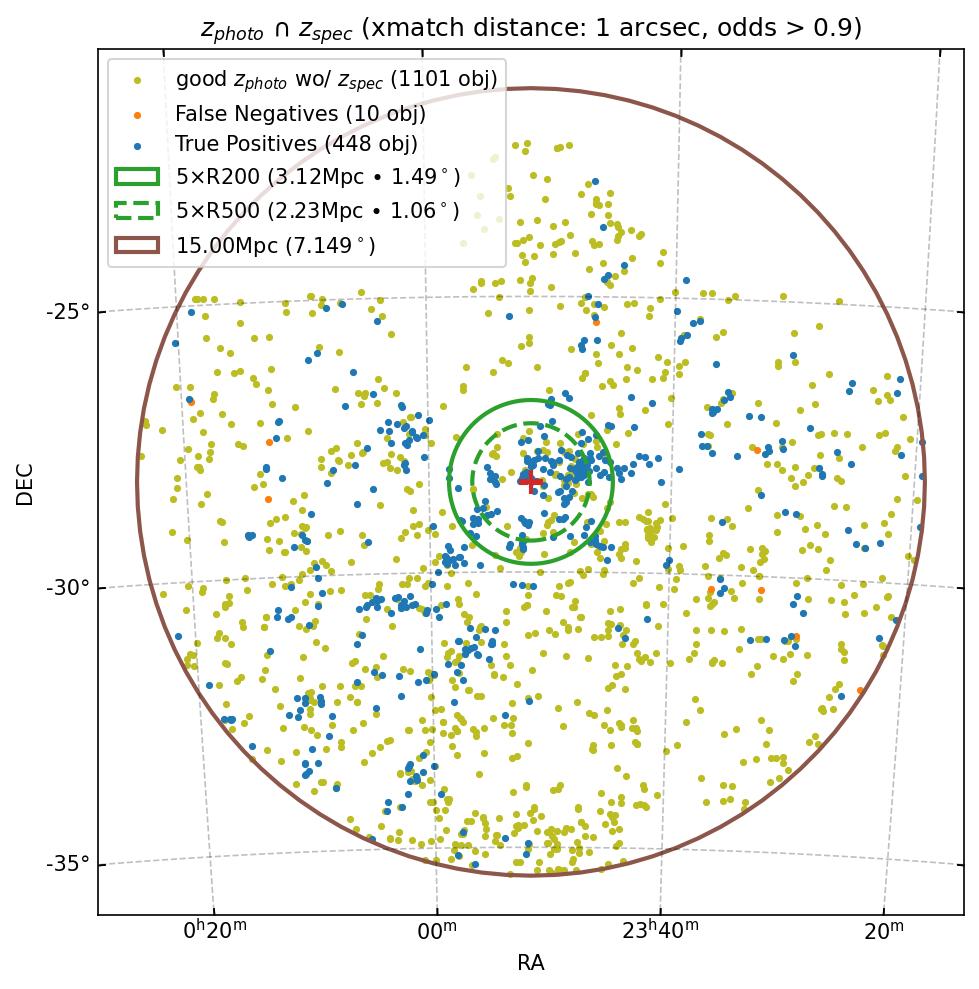 z_photo ∩ z_spec (xmatch distance: 1 arcsec, odds > 0.9)
good z_photo wo/ z_spec (1101 obj)
False Negatives (10 obj)
True Positives (448 obj)
5×R200 (3.12Mpc • 1.49°)
5×R500 (2.23Mpc • 1.06°)
15.00Mpc (7.149°)
-25°
-30°
-35°
DEC
0ʰ20ᵐ 00ᵐ 23ʰ40ᵐ 20ᵐ
RA